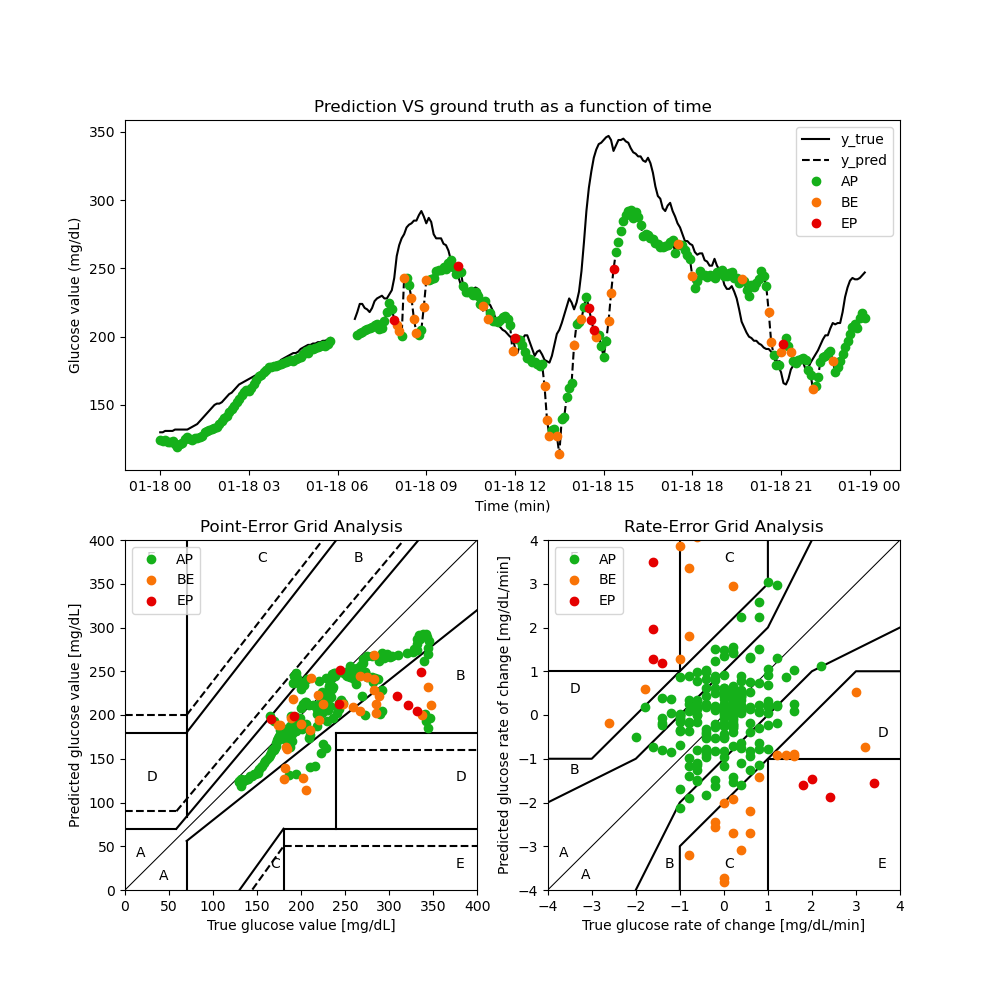 Prediction VS ground truth as a function of time
Glucose value (mg/dL)
350
300
250
200
150
y_true
y_pred
AP
BE
EP
01-18 00 01-18 03 01-18 06 01-18 09 01-18 12 01-18 15 01-18 18 01-18 21 01-19 00
Time (min)
Point-Error Grid Analysis
Predicted glucose value [mg/dL]
400
350
300
250
200
150
100
50
0
AP
BE
EP
C
B
B
D
D
A
A
C
E
0 50 100 150 200 250 300 350 400
True glucose value [mg/dL]
Rate-Error Grid Analysis
Predicted glucose rate of change [mg/dL/min]
4
3
2
1
0
−1
−2
−3
−4
AP
BE
EP
C
D
D
B
A
A
B
C
E
−4 −3 −2 −1 0 1 2 3 4
True glucose rate of change [mg/dL/min]